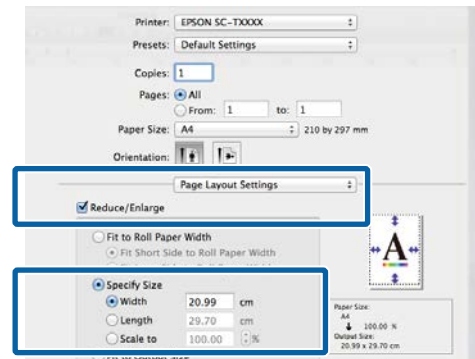 Printer: EPSON SC-TXXXX
Presets: Default Settings
Copies: 1
Pages: All
From: 1 to: 1
Paper Size: A4 210 by 297 mm
Orientation:
Page Layout Settings
Reduce/Enlarge
Fit to Roll Paper Width
Fit Short Side to Roll Paper Width
Specify Size
Width 20.99 cm
Length 29.70 cm
Scale to 100.00 %
A
Paper Size:
A4
100.00 %
Output Size:
20.99 x 29.70 cm